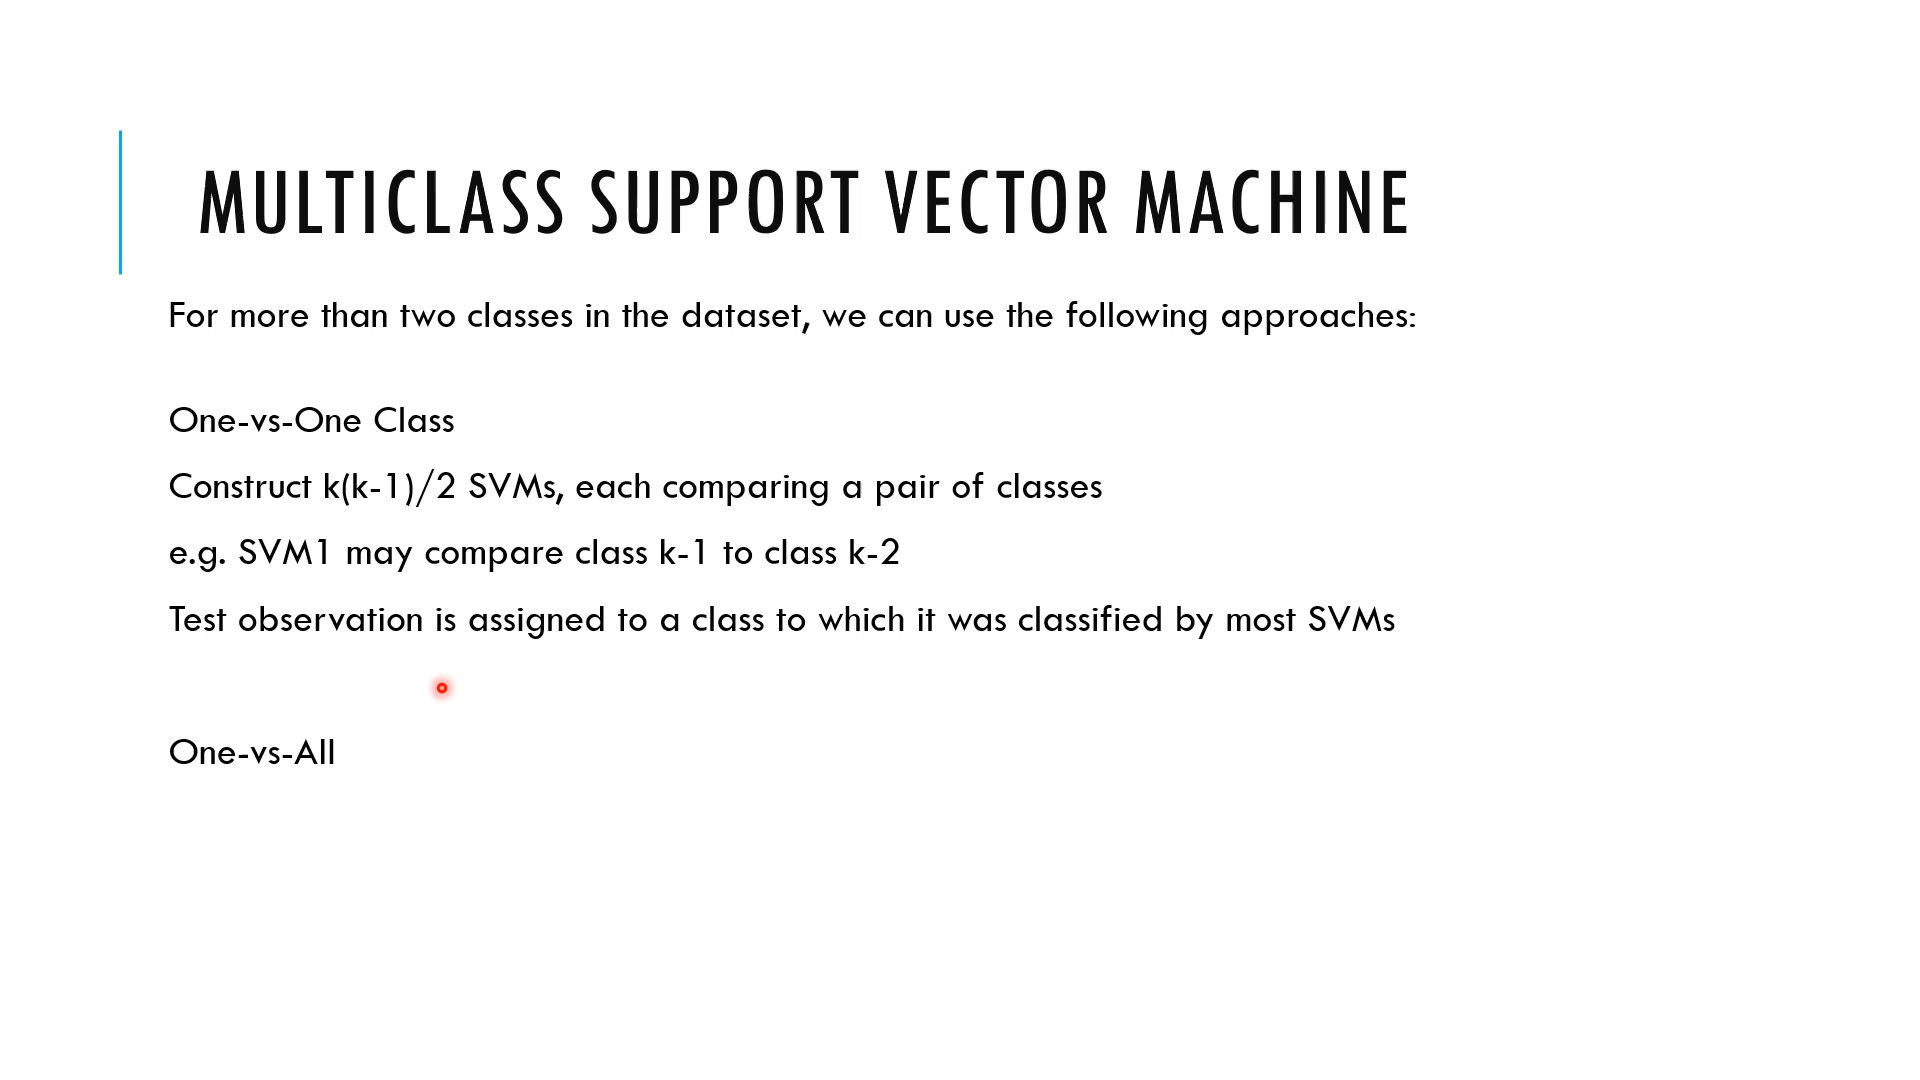 MULTICLASS SUPPORT VECTOR MACHINE
For more than two classes in the dataset, we can use the following approaches:
One-vs-One Class
Construct k(k-1)/2 SVMs, each comparing a pair of classes
e.g. SVM1 may compare class k-1 to class k-2
Test observation is assigned to a class to which it was classified by most SVMs
One-vs-All